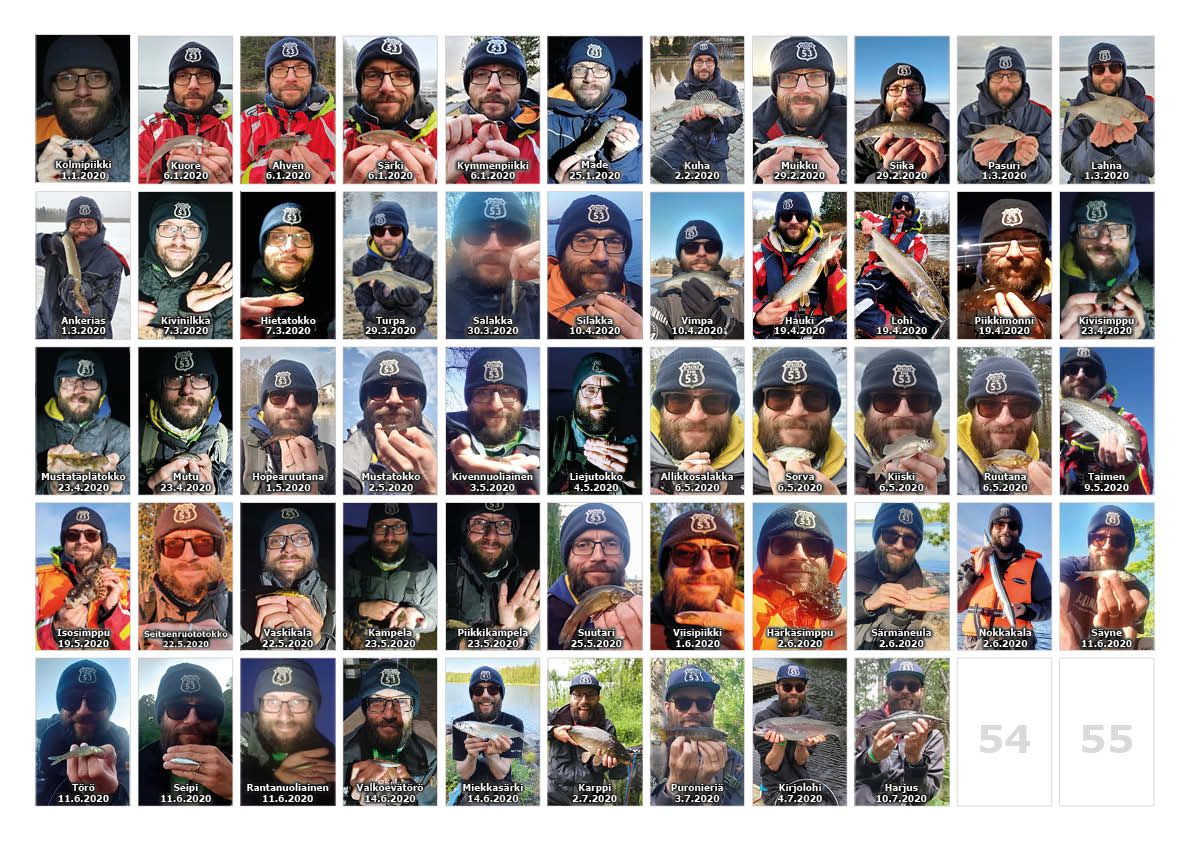 Kolmipiikki
1.1.2020
Kuore
6.1.2020
Ahven
6.1.2020
Särki
6.1.2020
Kymmenpiikki
6.1.2020
Made
25.1.2020
Kuha
2.2.2020
Muikku
29.2.2020
Siika
29.2.2020
Pasuri
1.3.2020
Lahna
1.3.2020
Ankerias
1.3.2020
Kivinilkka
7.3.2020
Hietatokko
7.3.2020
Turpa
29.3.2020
Salakka
30.3.2020
Silakka
10.4.2020
Vimpa
10.4.2020
Hauki
19.4.2020
Lohi
19.4.2020
Piikkimonni
19.4.2020
Kivisimppu
23.4.2020
Mustatäplätokko
23.4.2020
Mutu
23.4.2020
Hopearuutana
1.5.2020
Mustatokko
2.5.2020
Kivennuoliainen
3.5.2020
Liejutokko
4.5.2020
Allikkosalakka
6.5.2020
Sorva
6.5.2020
Kiiski
6.5.2020
Ruutana
6.5.2020
Taimen
9.5.2020
Isosimppu
19.5.2020
Seitsenruototokko
22.5.2020
Vaskikala
22.5.2020
Kampela
23.5.2020
Piikkikampela
23.5.2020
Suutari
25.5.2020
Viisipiikki
1.6.2020
Härkäsimppu
2.6.2020
Särmäneula
2.6.2020
Nokkakala
2.6.2020
Säyne
11.6.2020
Törö
11.6.2020
Seipi
11.6.2020
Rantanuoliainen
11.6.2020
Valkoevätörö
14.6.2020
Miekkasärki
14.6.2020
Karppi
2.7.2020
Puronieriä
3.7.2020
Kirjolohi
4.7.2020
Harjus
10.7.2020
54
55